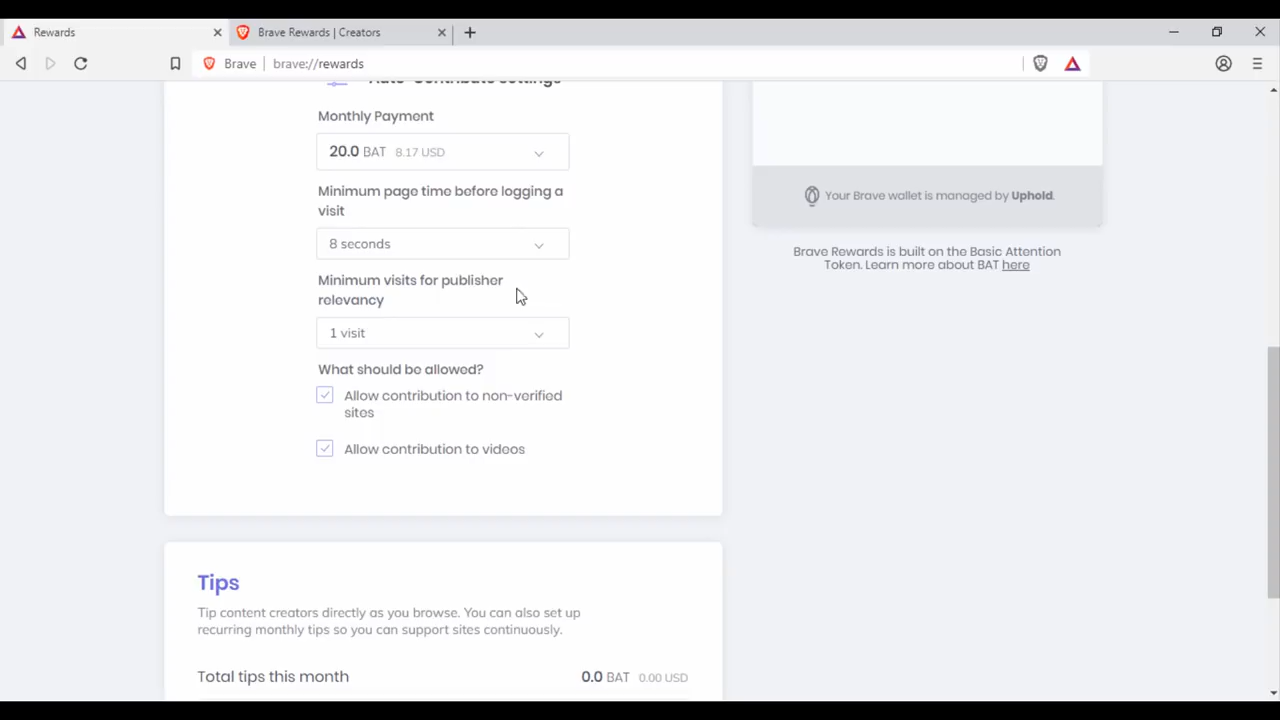 Rewards
Brave Rewards | Creators
Brave
brave://rewards
Auto-Contribute settings
Monthly Payment
20.0 BAT 8.17 USD
Minimum page time before logging a
visit
8 seconds
Minimum visits for publisher
relevancy
1 visit
What should be allowed?
Allow contribution to non-verified
sites
Allow contribution to videos
Your Brave wallet is managed by Uphold.
Brave Rewards is built on the Basic Attention
Token. Learn more about BAT here
Tips
Tip content creators directly as you browse. You can also set up
recurring monthly tips so you can support sites continuously.
Total tips this month
0.0 BAT 0.00 USD